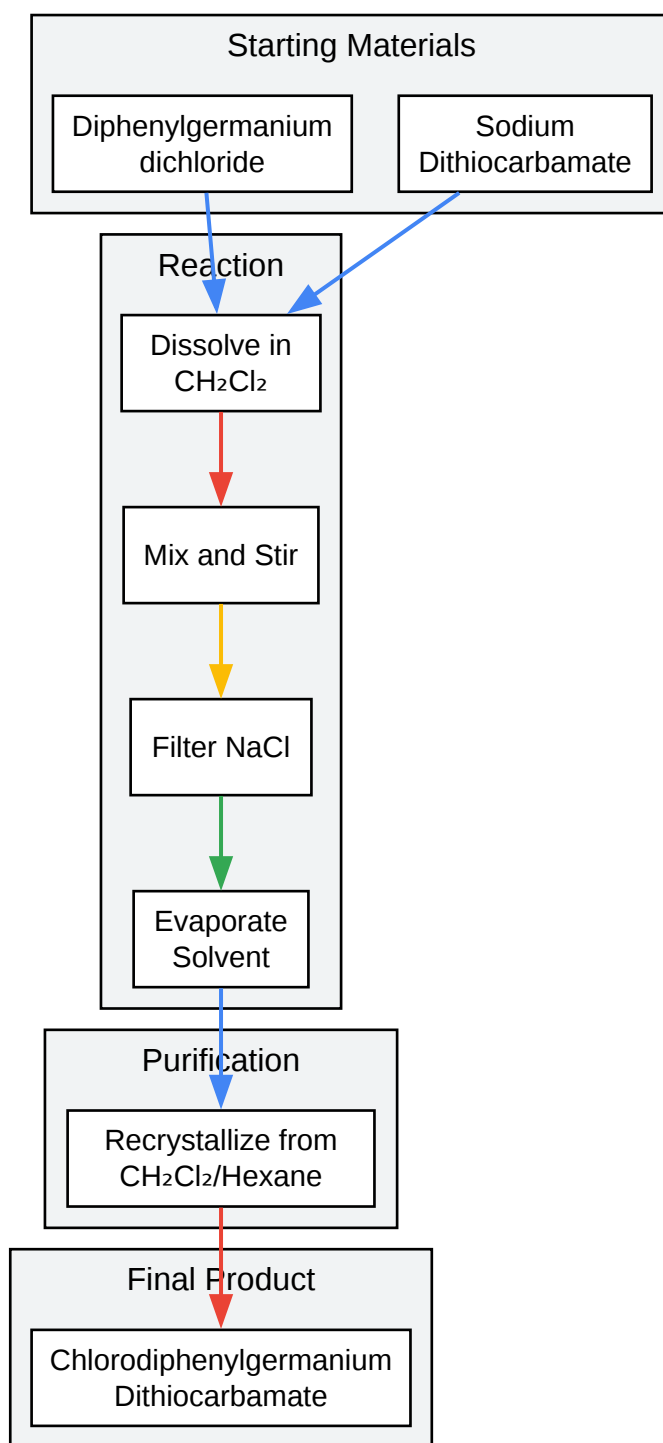 Starting Materials
Diphenylgermanium
dichloride
Sodium
Dithiocarbamate
Reaction
Dissolve in
CH₂Cl₂
Mix and Stir
Filter NaCl
Evaporate
Solvent
Purification
Recrystallize from
CH₂Cl₂/Hexane
Final Product
Chlorodiphenylgermanium
Dithiocarbamate